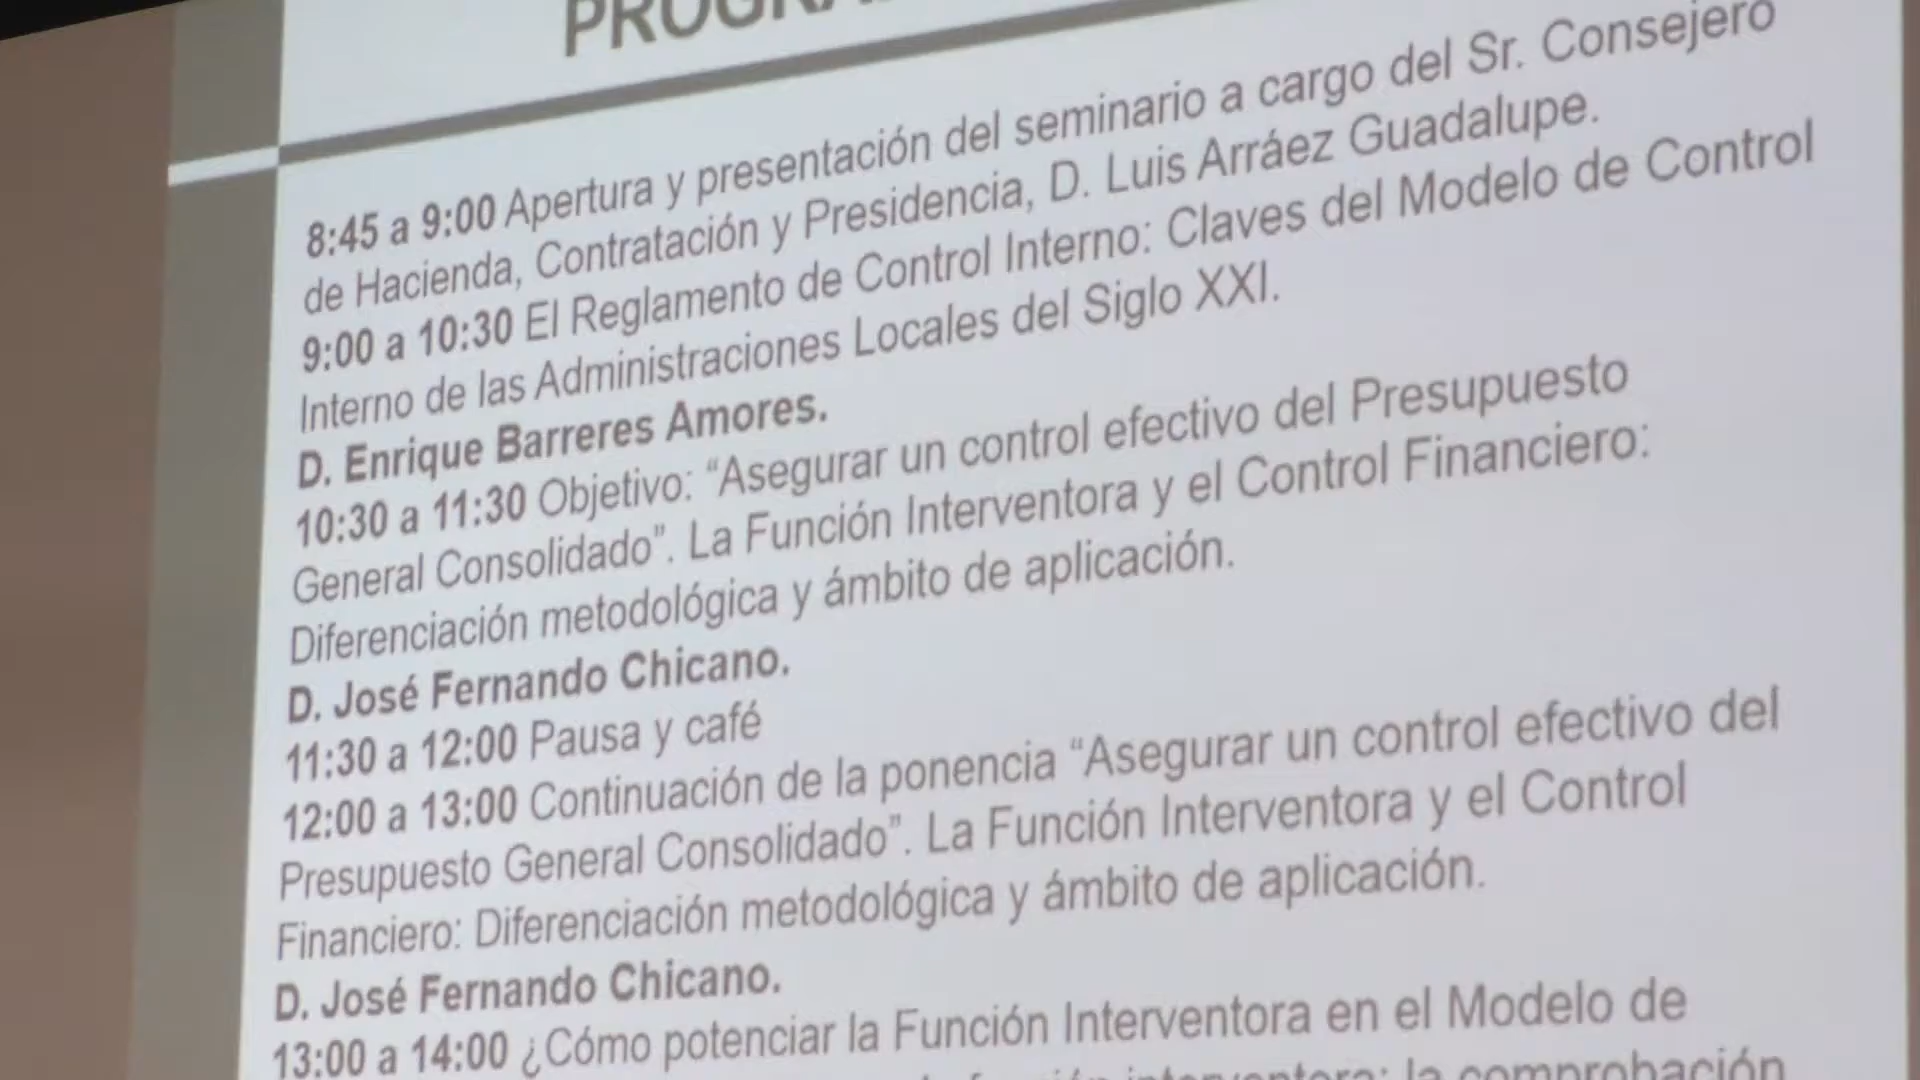 8:45 a 9:00 Apertura y presentación del seminario a cargo del Sr. Consejero
de Hacienda, Contratación y Presidencia, D. Luis Arráez Guadalupe.
9:00 a 10:30 El Reglamento de Control Interno: Claves del Modelo de Control
Interno de las Administraciones Locales del Siglo XXI.
D. Enrique Barreres Amores.
10:30 a 11:30 Objetivo: “Asegurar un control efectivo del Presupuesto
General Consolidado”. La Función Interventora y el Control Financiero:
Diferenciación metodológica y ámbito de aplicación.
D. José Fernando Chicano.
11:30 a 12:00 Pausa y café
12:00 a 13:00 Continuación de la ponencia “Asegurar un control efectivo del
Presupuesto General Consolidado”. La Función Interventora y el Control
Financiero: Diferenciación metodológica y ámbito de aplicación.
D. José Fernando Chicano.
13:00 a 14:00 ¿Cómo potenciar la Función Interventora en el Modelo de
interventora: la comprobación